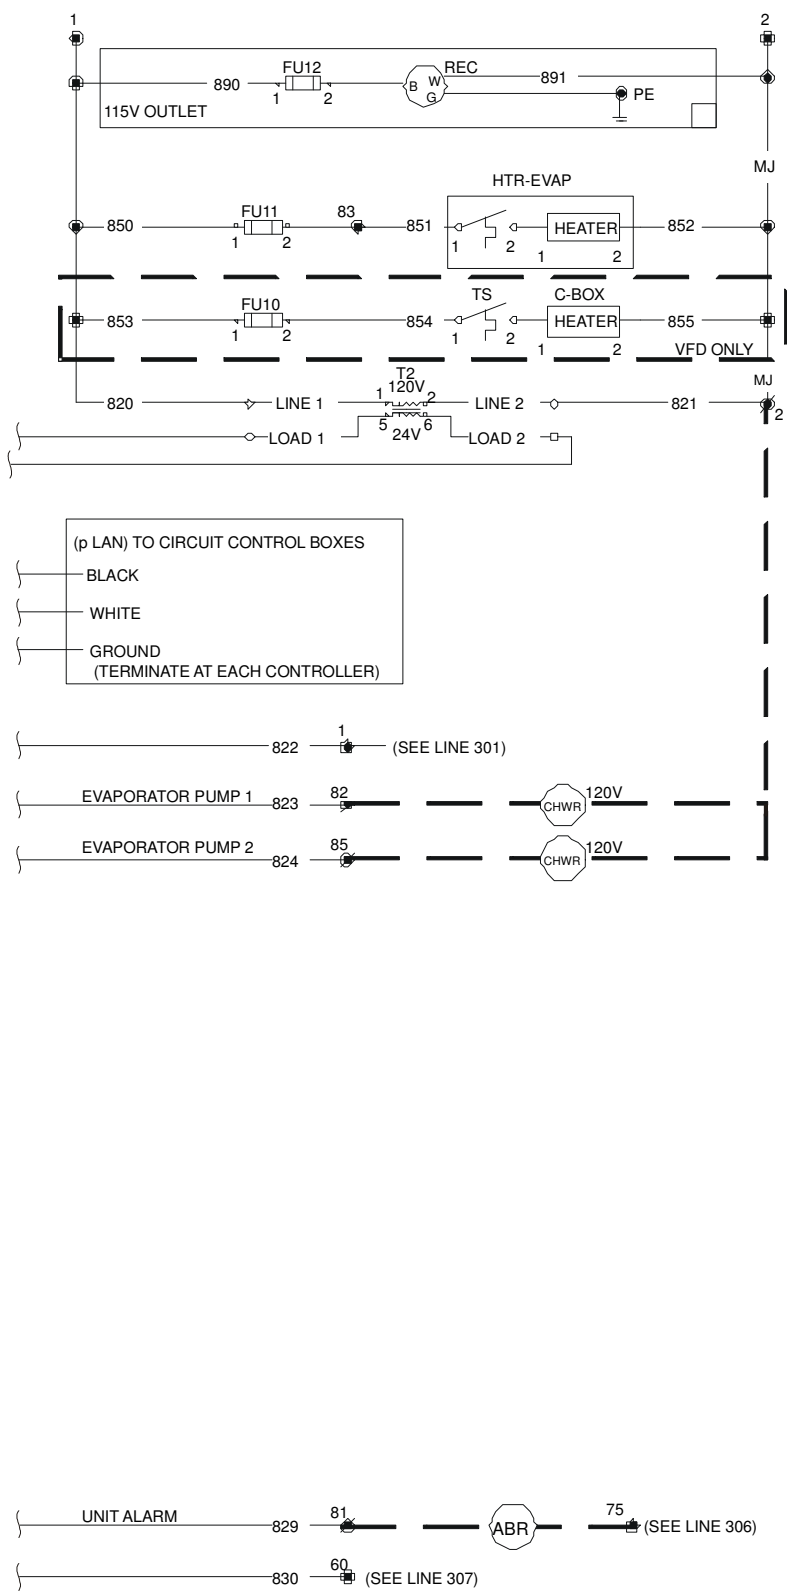 1 2
FU12 REC
890 B W G 891
1 2 PE
115V OUTLET
MJ
HTR-EVAP
FU11 83
850 851 HEATER 852
1 2 1 2 1 2
FU10 TS C-BOX
853 854 HEATER 855
1 2 1 2 1 2 VFD ONLY
T2
120V
MJ
820 LINE 1 1 2 LINE 2 821
2
5 24V 6
LOAD 1 LOAD 2
(p LAN) TO CIRCUIT CONTROL BOXES
BLACK
WHITE
GROUND
(TERMINATE AT EACH CONTROLLER)
1
822 (SEE LINE 301)
EVAPORATOR PUMP 1 82 120V
823 CHWR
EVAPORATOR PUMP 2 85 120V
824 CHWR
UNIT ALARM 81 75
829 ABR (SEE LINE 306)
60
830 (SEE LINE 307)